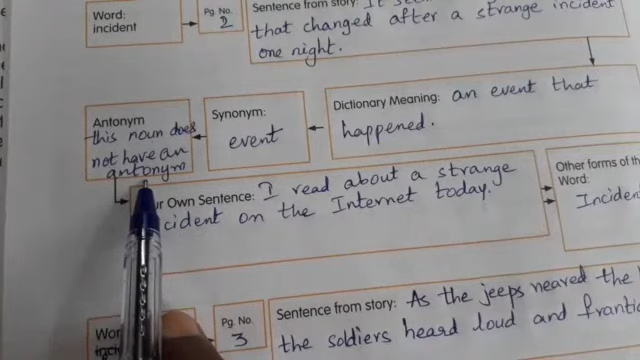 Word:
incident
Pg. No.
2
Sentence from story: It
that changed after a strange incident
one night.
Antonym
this noun does
not have an
antonym
Synonym:
event
Dictionary Meaning: an event that
happened.
Own Sentence: I read about a strange
incident on the Internet today.
Other forms of th
Word:
Inciden
Pg. No.
3
Sentence from story: As the jeeps neared the
the soldiers heard loud and frantic